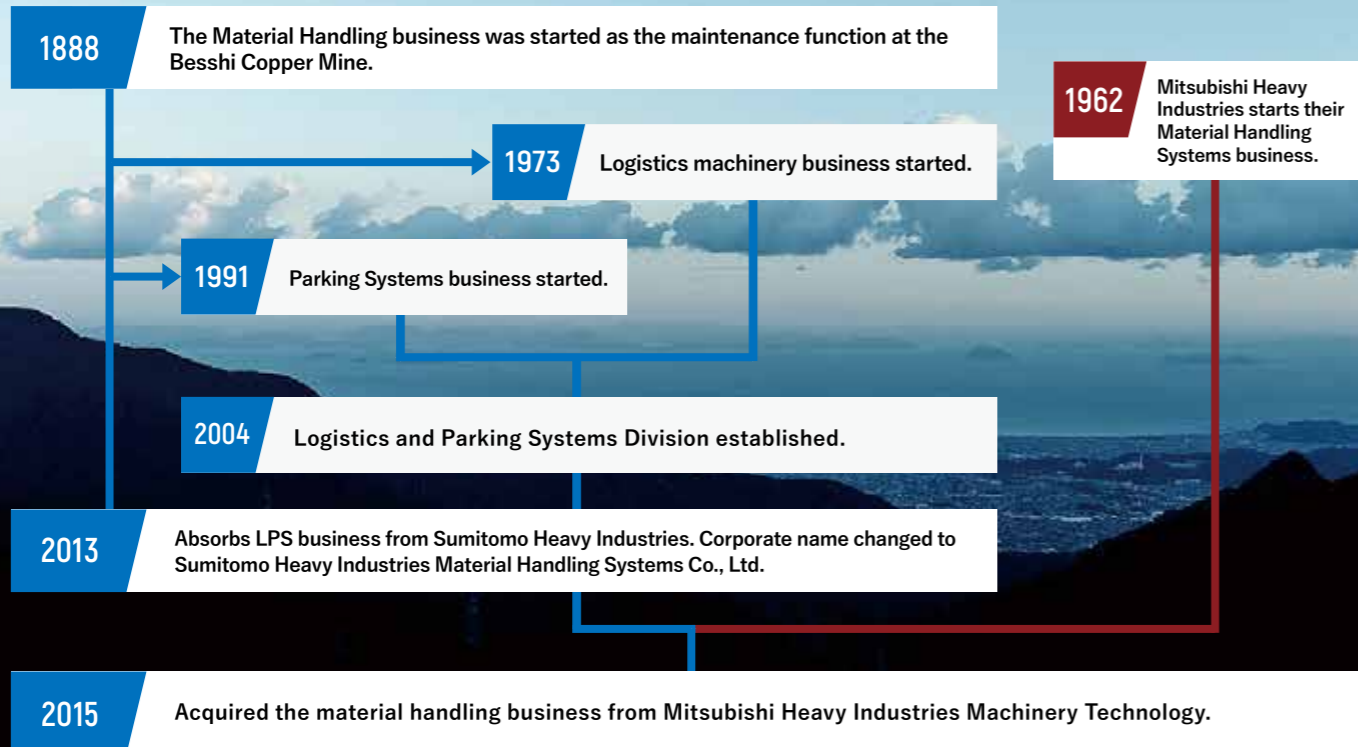 1888
The Material Handling business was started as the maintenance function at the
Besshi Copper Mine.
1962
Mitsubishi Heavy
Industries starts their
Material Handling
Systems business.
1973
Logistics machinery business started.
1991
Parking Systems business started.
2004
Logistics and Parking Systems Division established.
2013
Absorbs LPS business from Sumitomo Heavy Industries. Corporate name changed to
Sumitomo Heavy Industries Material Handling Systems Co., Ltd.
2015
Acquired the material handling business from Mitsubishi Heavy Industries Machinery Technology.